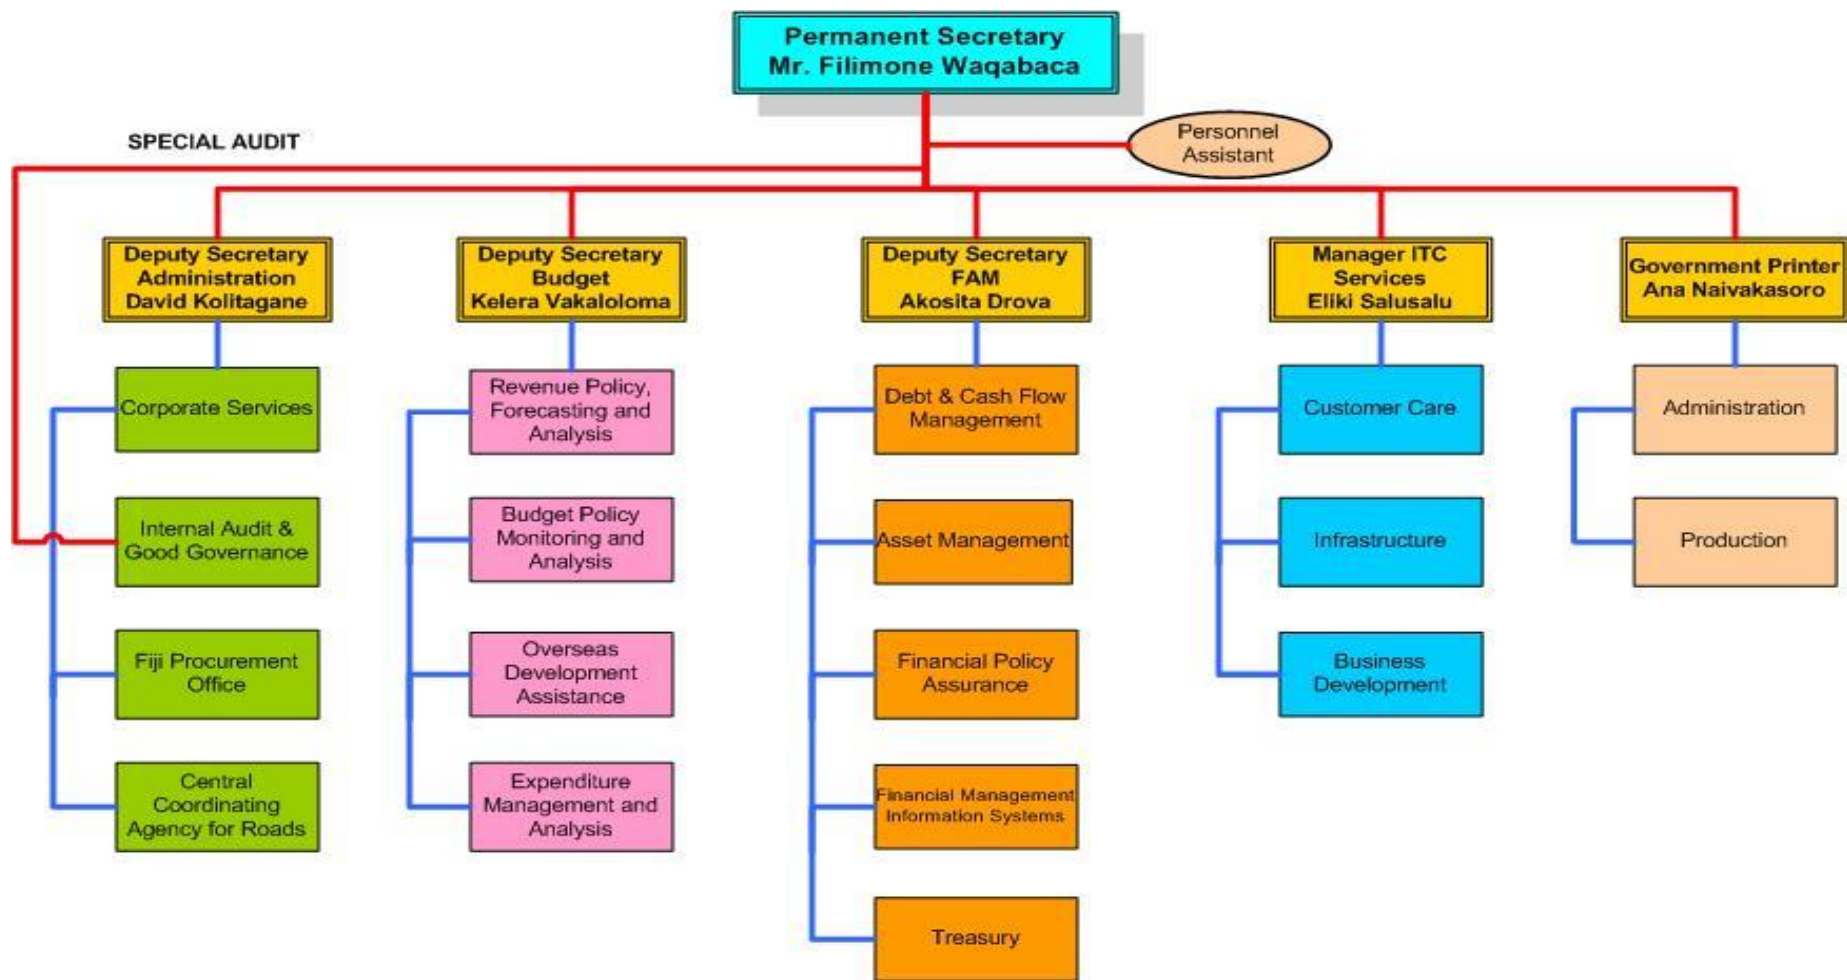 Permanent Secretary
Mr. Filimone Waqabaca
Personnel
Assistant
SPECIAL AUDIT
Deputy Secretary
Administration
David Kolitagane
Deputy Secretary
Budget
Kelera Vakaloloma
Deputy Secretary
FAM
Akosita Drova
Manager ITC
Services
Eliki Salusalu
Government Printer
Ana Naivakasoro
Corporate Services
Internal Audit &
Good Governance
Fiji Procurement
Office
Central
Coordinating
Agency for Roads
Revenue Policy,
Forecasting and
Analysis
Budget Policy
Monitoring and
Analysis
Overseas
Development
Assistance
Expenditure
Management and
Analysis
Debt & Cash Flow
Management
Asset Management
Financial Policy
Assurance
Financial Management
Information Systems
Treasury
Customer Care
Infrastructure
Business
Development
Administration
Production